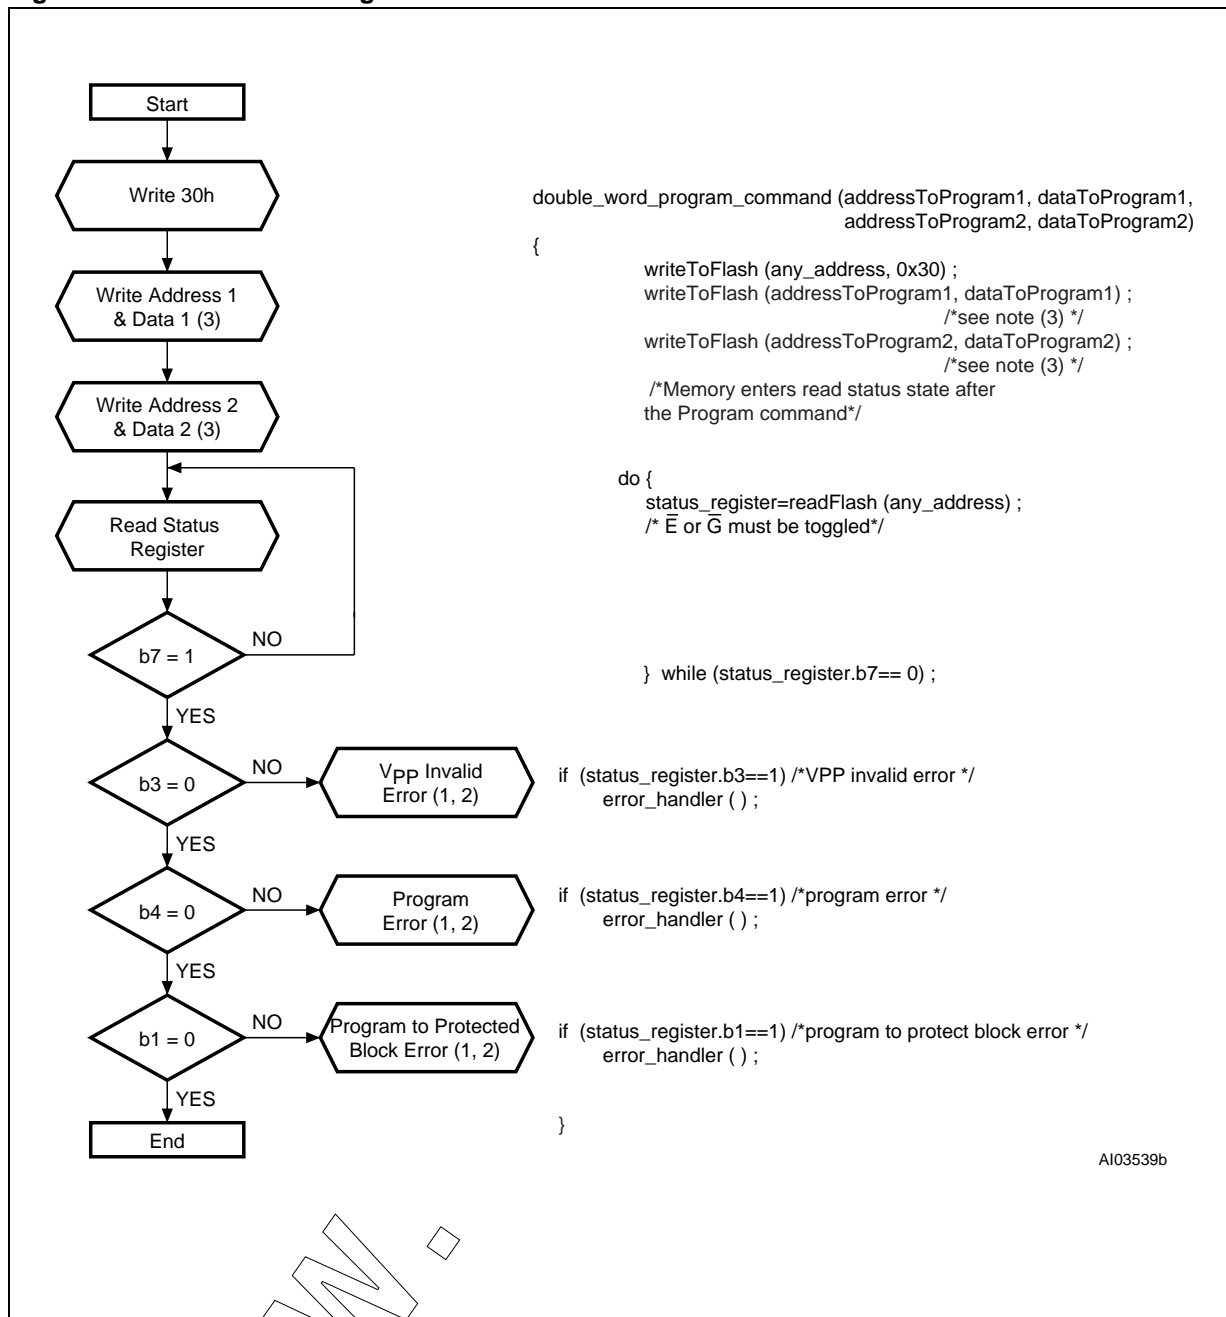 Start
Write 30h
Write Address 1
& Data 1 (3)
Write Address 2
& Data 2 (3)
Read Status
Register
b7 = 1
NO
YES
b3 = 0
NO
VPP Invalid
Error (1, 2)
YES
b4 = 0
NO
Program
Error (1, 2)
YES
b1 = 0
NO
Program to Protected
Block Error (1, 2)
YES
End
double_word_program_command (addressToProgram1, dataToProgram1,
addressToProgram2, dataToProgram2)
{
writeToFlash (any_address, 0x30) ;
writeToFlash (addressToProgram1, dataToProgram1) ;
/*see note (3) */
writeToFlash (addressToProgram2, dataToProgram2) ;
/*see note (3) */
/*Memory enters read status state after
the Program command*/
do {
status_register=readFlash (any_address) ;
/* E̅ or G̅ must be toggled*/
} while (status_register.b7== 0) ;
if (status_register.b3==1) /*VPP invalid error */
error_handler ( ) ;
if (status_register.b4==1) /*program error */
error_handler ( ) ;
if (status_register.b1==1) /*program to protect block error */
error_handler ( ) ;
}
AI03539b